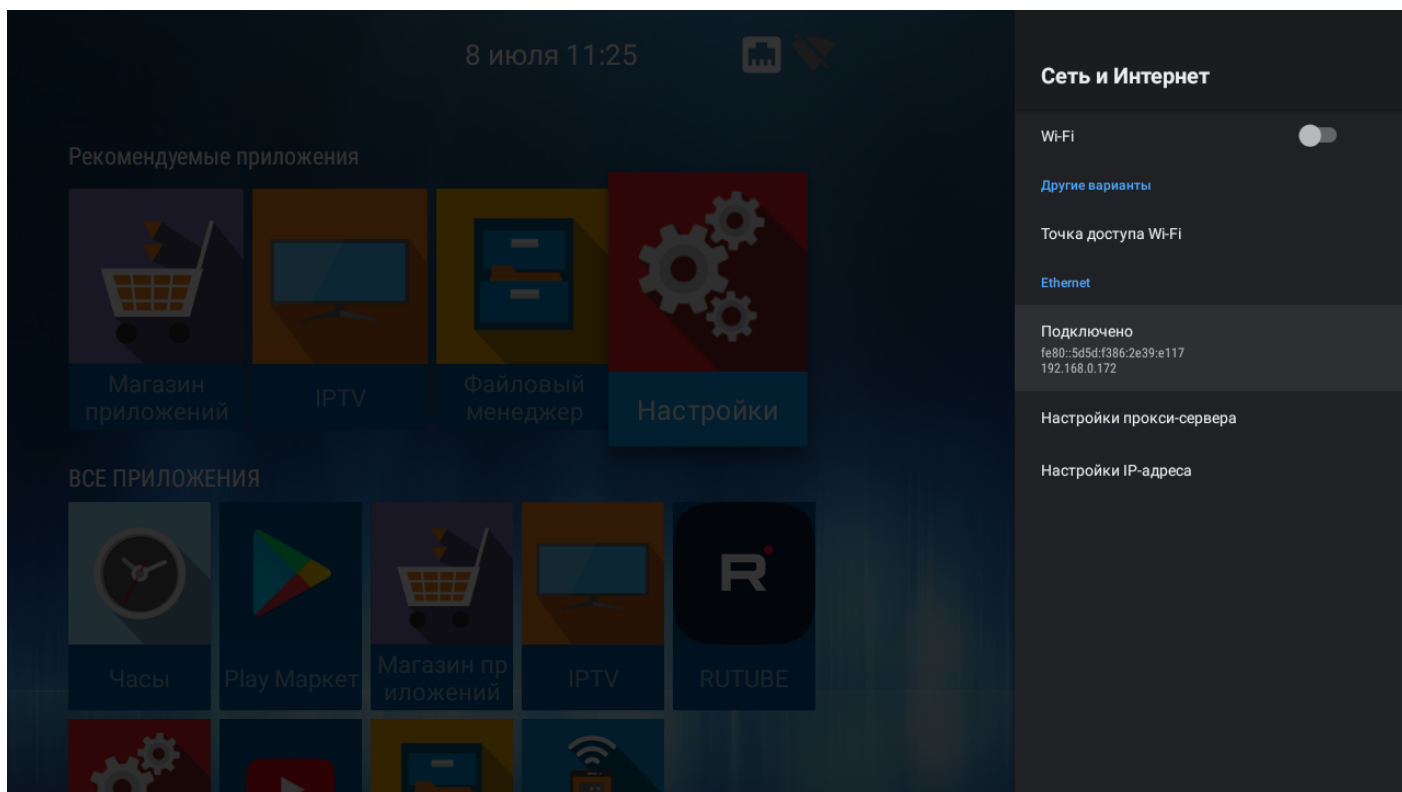 8 июля 11:25
Рекомендуемые приложения
Магазин
приложений
IPTV
Файловый
менеджер
Настройки
ВСЕ ПРИЛОЖЕНИЯ
R
Часы
Play Маркет
Магазин пр
иложений
IPTV
RUTUBE
Сеть и Интернет
Wi-Fi
Другие варианты
Точка доступа Wi-Fi
Ethernet
Подключено
fe80::5d5d:f386:2e39:e117
192.168.0.172
Настройки прокси-сервера
Настройки IP-адреса